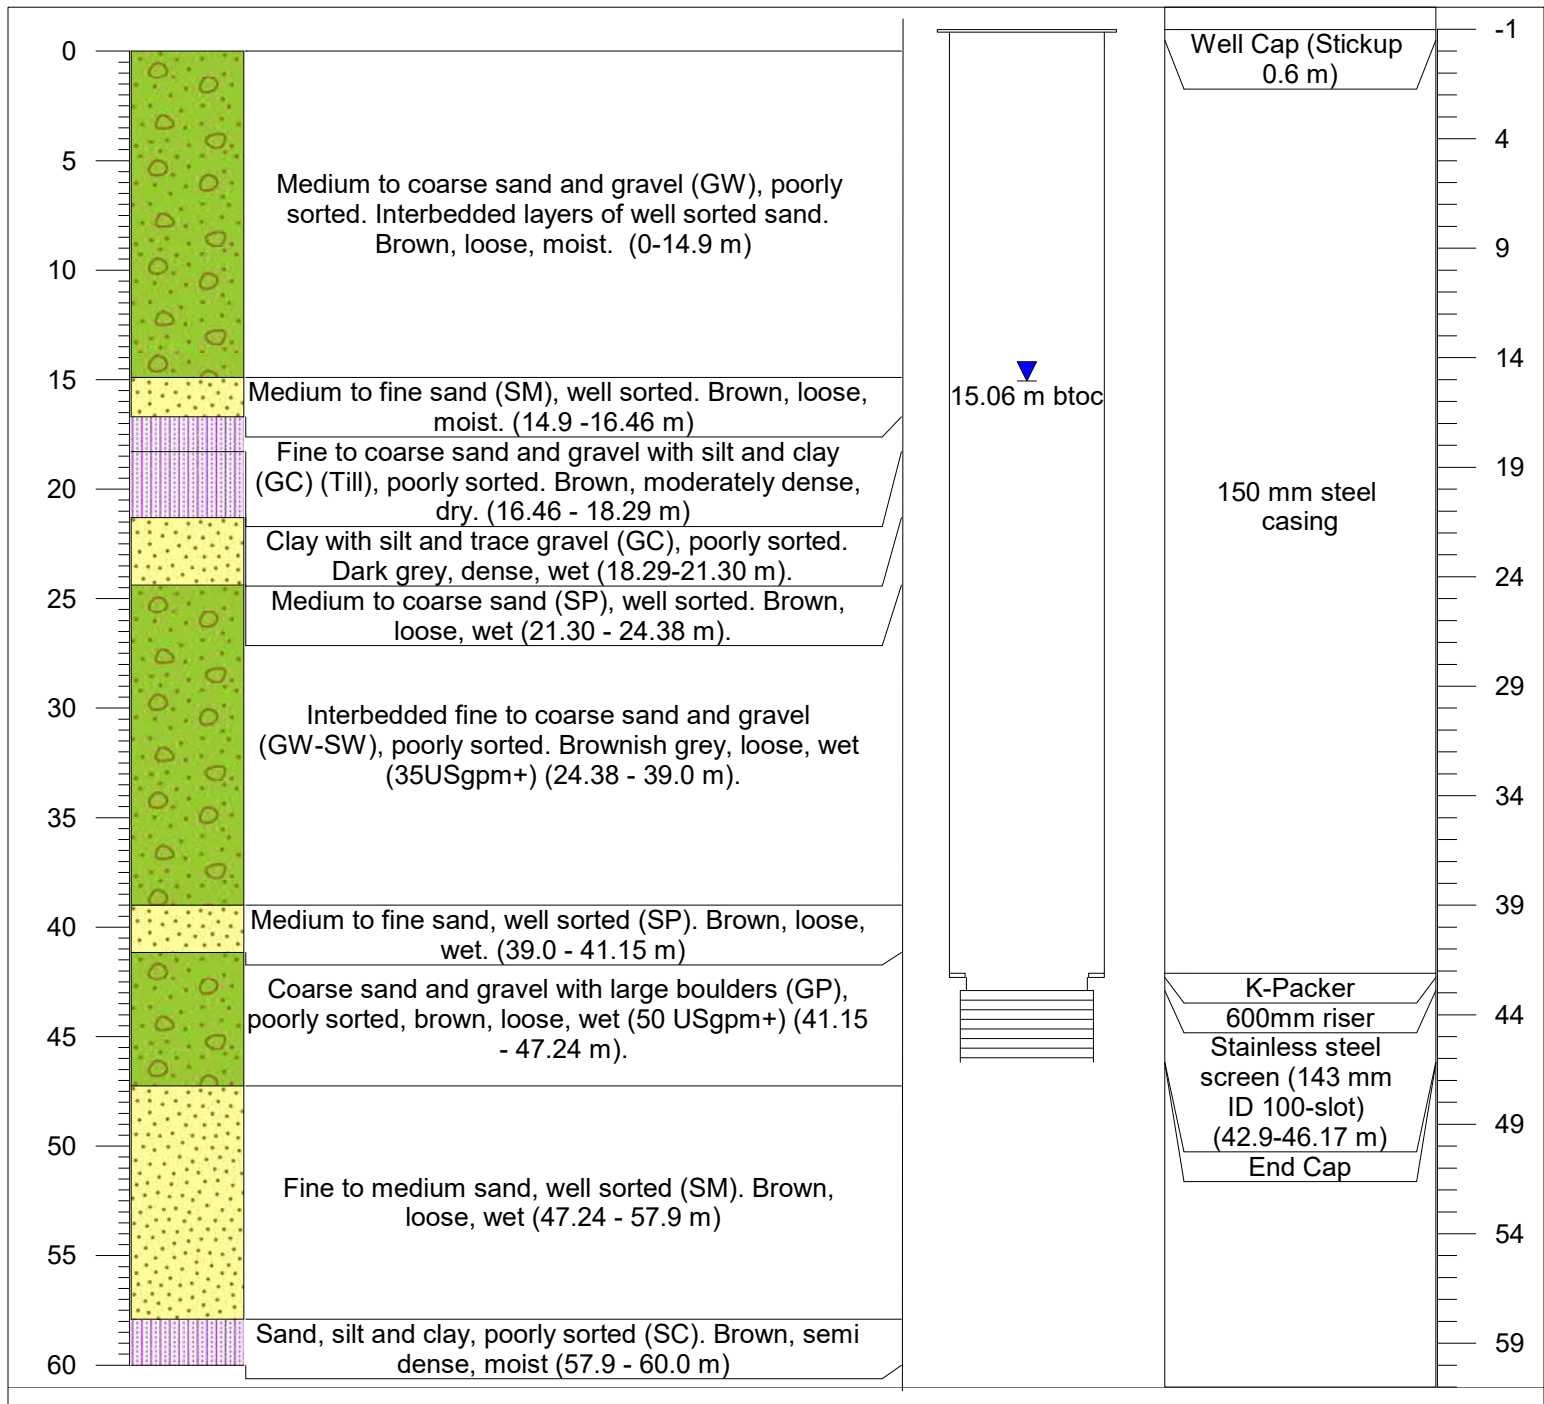 0
5
10
15
20
25
30
35
40
45
50
55
60
Medium to coarse sand and gravel (GW), poorly
sorted. Interbedded layers of well sorted sand.
Brown, loose, moist.  (0-14.9 m)
Medium to fine sand (SM), well sorted. Brown, loose,
moist. (14.9 -16.46 m)
Fine to coarse sand and gravel with silt and clay
(GC) (Till), poorly sorted. Brown, moderately dense,
dry. (16.46 - 18.29 m)
Clay with silt and trace gravel (GC), poorly sorted.
Dark grey, dense, wet (18.29-21.30 m).
Medium to coarse sand (SP), well sorted. Brown,
loose, wet (21.30 - 24.38 m).
Interbedded fine to coarse sand and gravel
(GW-SW), poorly sorted. Brownish grey, loose, wet
(35USgpm+) (24.38 - 39.0 m).
Medium to fine sand, well sorted (SP). Brown, loose,
wet. (39.0 - 41.15 m)
Coarse sand and gravel with large boulders (GP),
poorly sorted, brown, loose, wet (50 USgpm+) (41.15
- 47.24 m).
Fine to medium sand, well sorted (SM). Brown,
loose, wet (47.24 - 57.9 m)
Sand, silt and clay, poorly sorted (SC). Brown, semi
dense, moist (57.9 - 60.0 m)
15.06 m btoc
Well Cap (Stickup
0.6 m)
150 mm steel
casing
K-Packer
600mm riser
Stainless steel
screen (143 mm
ID 100-slot)
(42.9-46.17 m)
End Cap
-1
4
9
14
19
24
29
34
39
44
49
54
59